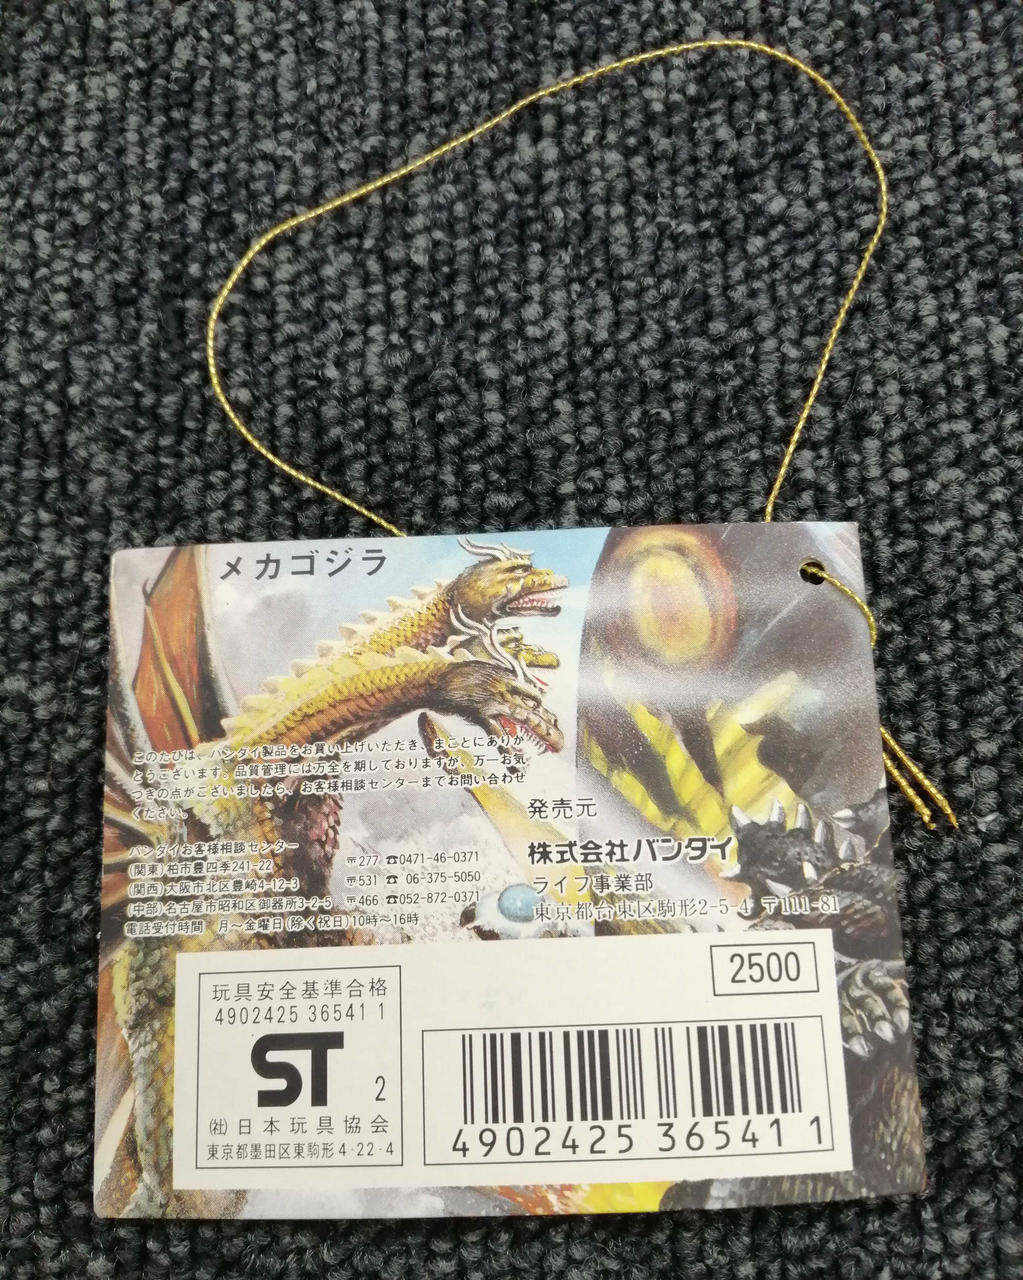 メカゴジラ
このたびは、バンダイ製品をお買い上げいただき、まことにありが
とうございます。品質管理には万全を期しておりますが、万一お気
づきの点がございましたら、お客様相談センターまでお問い合わせ
ください。
バンダイお客様相談センター
(関東)柏市豊四季241-22 〒277 ☎0471-46-0371
(関西)大阪市北区豊崎4-12-3 〒531 ☎06-375-5050
(中部)名古屋市昭和区御器所3-2-5 〒466 ☎052-872-0371
電話受付時間 月～金曜日(除く祝日)10時～16時
発売元
株式会社バンダイ
ライフ事業部
東京都台東区駒形2-5-4 〒111-81
2500
玩具安全基準合格
4902425 36541 1
ST 2
㈳日本玩具協会
東京都墨田区東駒形4-22-4
4902425 365411